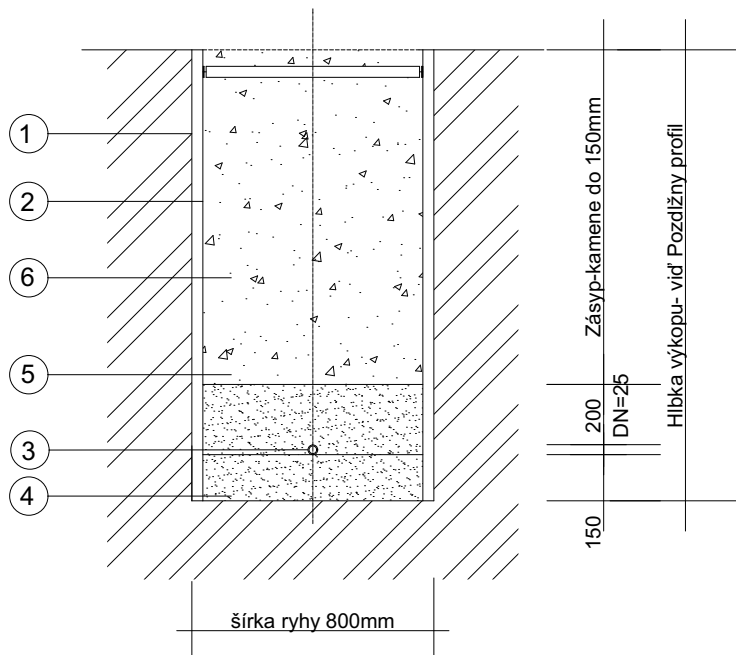 1
2
6
5
3
4
Zásyp-kamene do 150mm
200
DN=25
150
Hlbka výkopu- viď Pozdĺžny profil
šírka ryhy 800mm